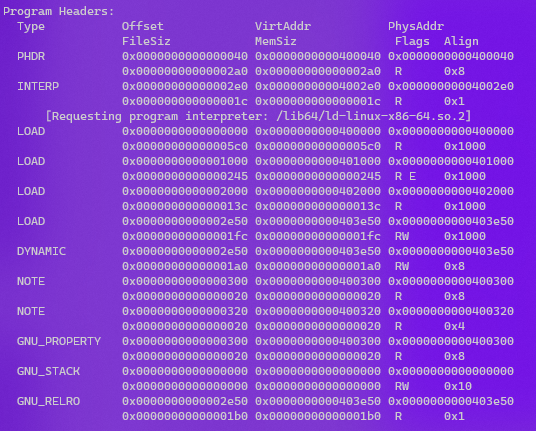 Program Headers:
  Type           Offset             VirtAddr           PhysAddr
                 FileSiz            MemSiz              Flags  Align
  PHDR           0x0000000000000040 0x0000000000400040 0x0000000000400040
                 0x00000000000002a0 0x00000000000002a0  R      0x8
  INTERP         0x00000000000002e0 0x00000000004002e0 0x00000000004002e0
                 0x000000000000001c 0x000000000000001c  R      0x1
      [Requesting program interpreter: /lib64/ld-linux-x86-64.so.2]
  LOAD           0x0000000000000000 0x0000000000400000 0x0000000000400000
                 0x00000000000005c0 0x00000000000005c0  R      0x1000
  LOAD           0x0000000000001000 0x0000000000401000 0x0000000000401000
                 0x0000000000000245 0x0000000000000245  R E    0x1000
  LOAD           0x0000000000002000 0x0000000000402000 0x0000000000402000
                 0x000000000000013c 0x000000000000013c  R      0x1000
  LOAD           0x0000000000002e50 0x0000000000403e50 0x0000000000403e50
                 0x00000000000001fc 0x00000000000001fc  RW     0x1000
  DYNAMIC        0x0000000000002e50 0x0000000000403e50 0x0000000000403e50
                 0x00000000000001a0 0x00000000000001a0  RW     0x8
  NOTE           0x0000000000000300 0x0000000000400300 0x0000000000400300
                 0x0000000000000020 0x0000000000000020  R      0x8
  NOTE           0x0000000000000320 0x0000000000400320 0x0000000000400320
                 0x0000000000000020 0x0000000000000020  R      0x4
  GNU_PROPERTY   0x0000000000000300 0x0000000000400300 0x0000000000400300
                 0x0000000000000020 0x0000000000000020  R      0x8
  GNU_STACK      0x0000000000000000 0x0000000000000000 0x0000000000000000
                 0x0000000000000000 0x0000000000000000  RW     0x10
  GNU_RELRO      0x0000000000002e50 0x0000000000403e50 0x0000000000403e50
                 0x00000000000001b0 0x00000000000001b0  R      0x1